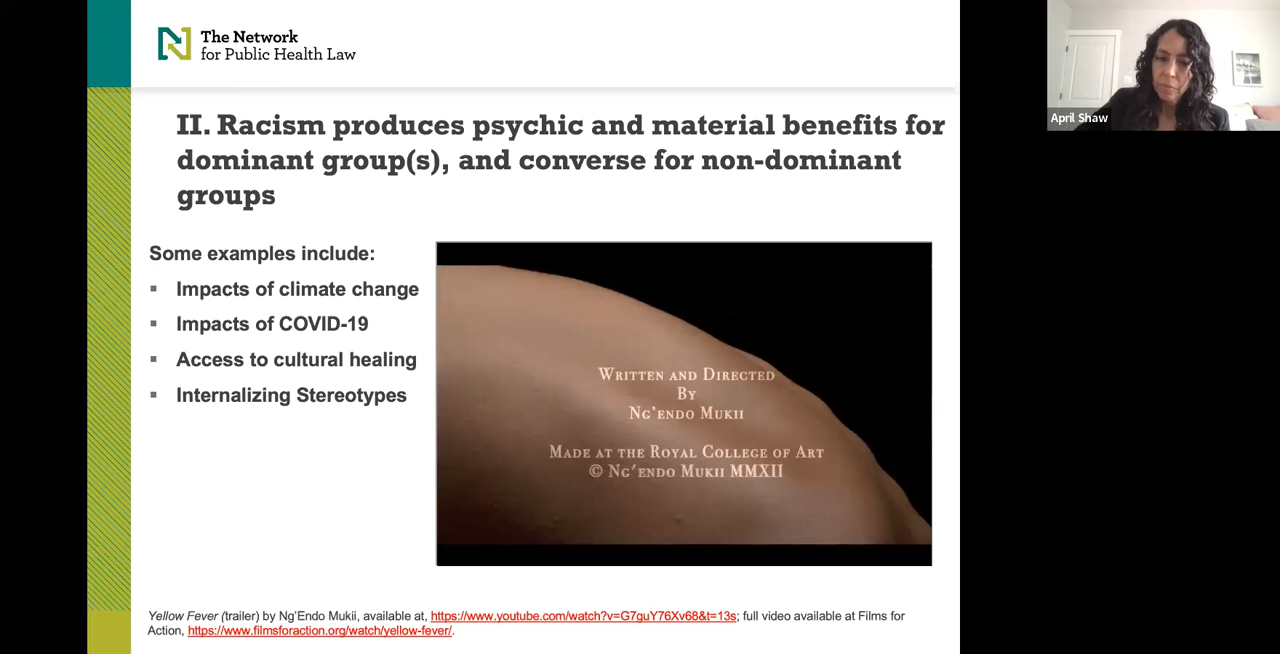 The Network
for Public Health Law
April Shaw
II. Racism produces psychic and material benefits for
dominant group(s), and converse for non-dominant
groups
Some examples include:
▪ Impacts of climate change
▪ Impacts of COVID-19
▪ Access to cultural healing
▪ Internalizing Stereotypes
Written and Directed
By
Ng'endo Mukii
Made at the Royal College of Art
© Ng'endo Mukii MMXII
Yellow Fever (trailer) by Ng'Endo Mukii, available at, https://www.youtube.com/watch?v=G7guY76Xv68&t=13s; full video available at Films for
Action, https://www.filmsforaction.org/watch/yellow-fever/.